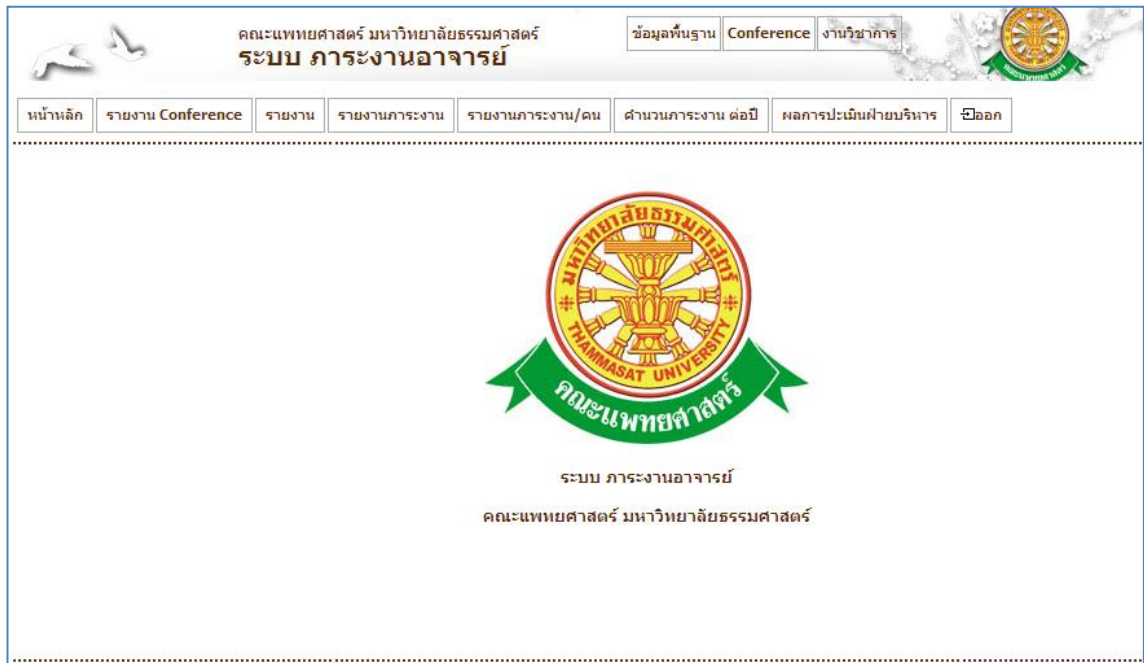 คณะแพทยศาสตร์ มหาวิทยาลัยธรรมศาสตร์
ระบบ ภาระงานอาจารย์
ข้อมูลพื้นฐาน Conference งานวิชาการ
คณะแพทยศาสตร์
หน้าหลัก รายงาน Conference รายงาน รายงานภาระงาน รายงานภาระงาน/คน คำนวนภาระงาน ต่อปี ผลการประเมินฝ่ายบริหาร ออก
มหาวิทยาลัยธรรมศาสตร์
THAMMASAT UNIVERSITY
คณะแพทยศาสตร์
ระบบ ภาระงานอาจารย์
คณะแพทยศาสตร์ มหาวิทยาลัยธรรมศาสตร์